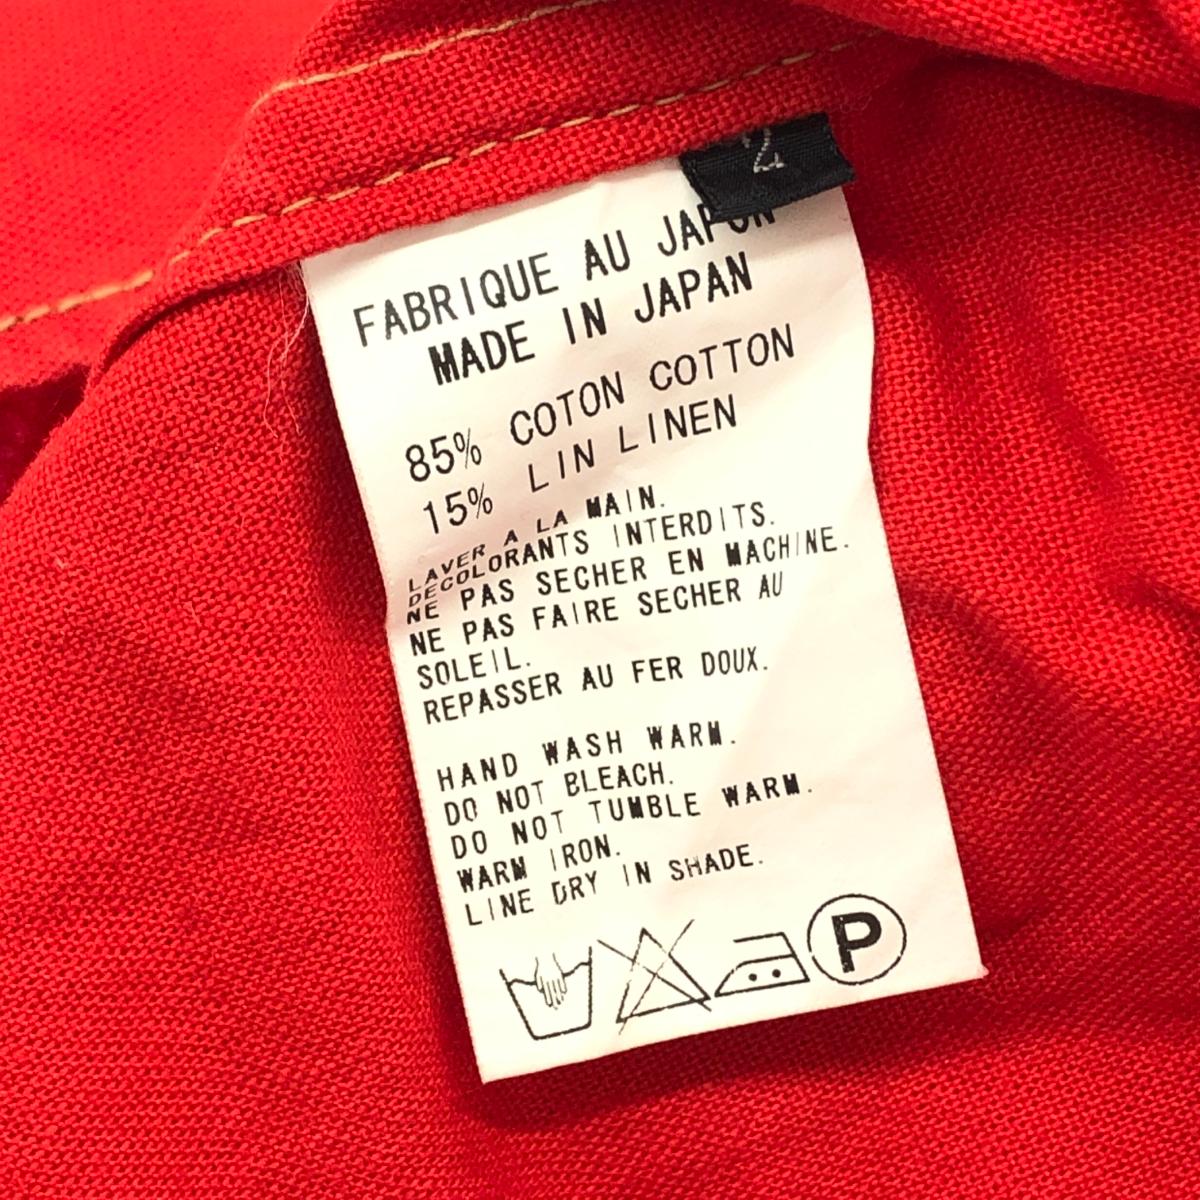 2
FABRIQUE AU JAPON
MADE IN JAPAN
85% COTON COTTON
15% LIN LINEN
LAVER A LA MAIN.
DECOLORANTS INTERDITS.
NE PAS SECHER EN MACHINE.
NE PAS FAIRE SECHER AU
SOLEIL.
REPASSER AU FER DOUX.
HAND WASH WARM.
DO NOT BLEACH.
DO NOT TUMBLE WARM.
WARM IRON.
LINE DRY IN SHADE.
P